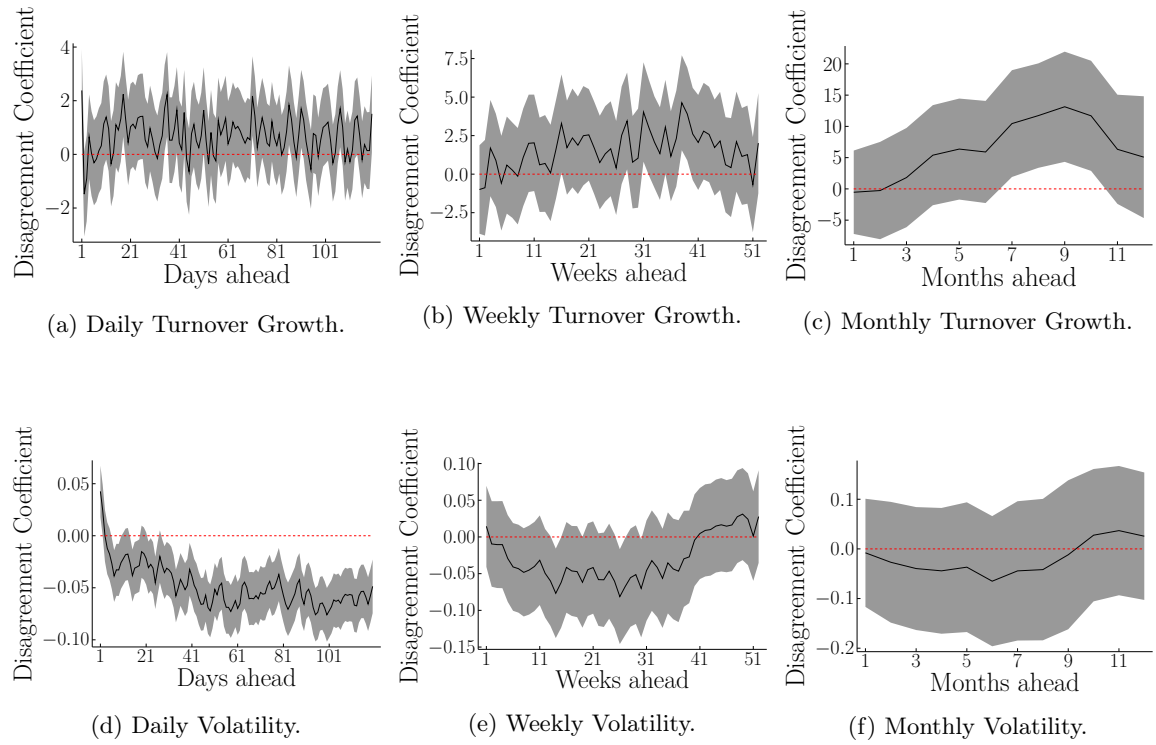 Disagreement Coefficient
4
2
0
−2
1 21 41 61 81 101
Days ahead
(a) Daily Turnover Growth.
Disagreement Coefficient
7.5
5.0
2.5
0.0
−2.5
1 11 21 31 41 51
Weeks ahead
(b) Weekly Turnover Growth.
Disagreement Coefficient
20
15
10
5
0
−5
1 3 5 7 9 11
Months ahead
(c) Monthly Turnover Growth.
Disagreement Coefficient
0.05
0.00
−0.05
−0.10
1 21 41 61 81 101
Days ahead
(d) Daily Volatility.
Disagreement Coefficient
0.10
0.05
0.00
−0.05
−0.10
−0.15
1 11 21 31 41 51
Weeks ahead
(e) Weekly Volatility.
Disagreement Coefficient
0.1
0.0
−0.1
−0.2
1 3 5 7 9 11
Months ahead
(f) Monthly Volatility.